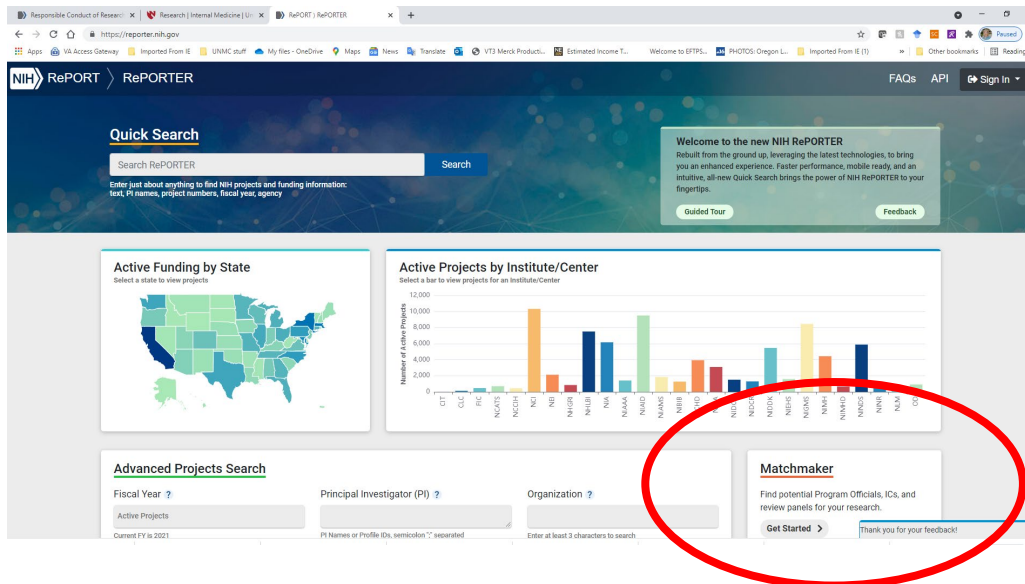 Responsible Conduct of Research
Research | Internal Medicine | Un
RePORT ⟩ RePORTER
https://reporter.nih.gov
Paused
Apps VA Access Gateway Imported From IE UNMC stuff My files - OneDrive Maps News Translate VT3 Merck Producti... Estimated Income T... Welcome to EFTPS... PHOTOS: Oregon L... Imported From IE (1) » Other bookmarks Reading
NIH RePORT ⟩ RePORTER
FAQs API Sign In
Quick Search
Search RePORTER
Search
Enter just about anything to find NIH projects and funding information:
text, PI names, project numbers, fiscal year, agency
Welcome to the new NIH RePORTER
Rebuilt from the ground up, leveraging the latest technologies, to bring
you an enhanced experience. Faster performance, mobile ready, and an
intuitive, all-new Quick Search brings the power of NIH RePORTER to your
fingertips.
Guided Tour
Feedback
Active Funding by State
Select a state to view projects
Active Projects by Institute/Center
Select a bar to view projects for an Institute/Center
Number of Active Projects
12,000
10,000
8,000
6,000
4,000
2,000
0
CIT
CLC
FIC
NCATS
NCCIH
NCI
NEI
NHGRI
NHLBI
NIA
NIAAA
NIAID
NIAMS
NIBIB
NIDCR
NIDDK
NIEHS
NIGMS
NIMH
NIMHD
NINDS
NINR
NLM
Advanced Projects Search
Fiscal Year ?
Active Projects
Current FY is 2021
Principal Investigator (PI) ?
PI Names or Profile IDs, semicolon ";" separated
Organization ?
Enter at least 3 characters to search
Matchmaker
Find potential Program Officials, ICs, and
review panels for your research.
Get Started >
Thank you for your feedback!